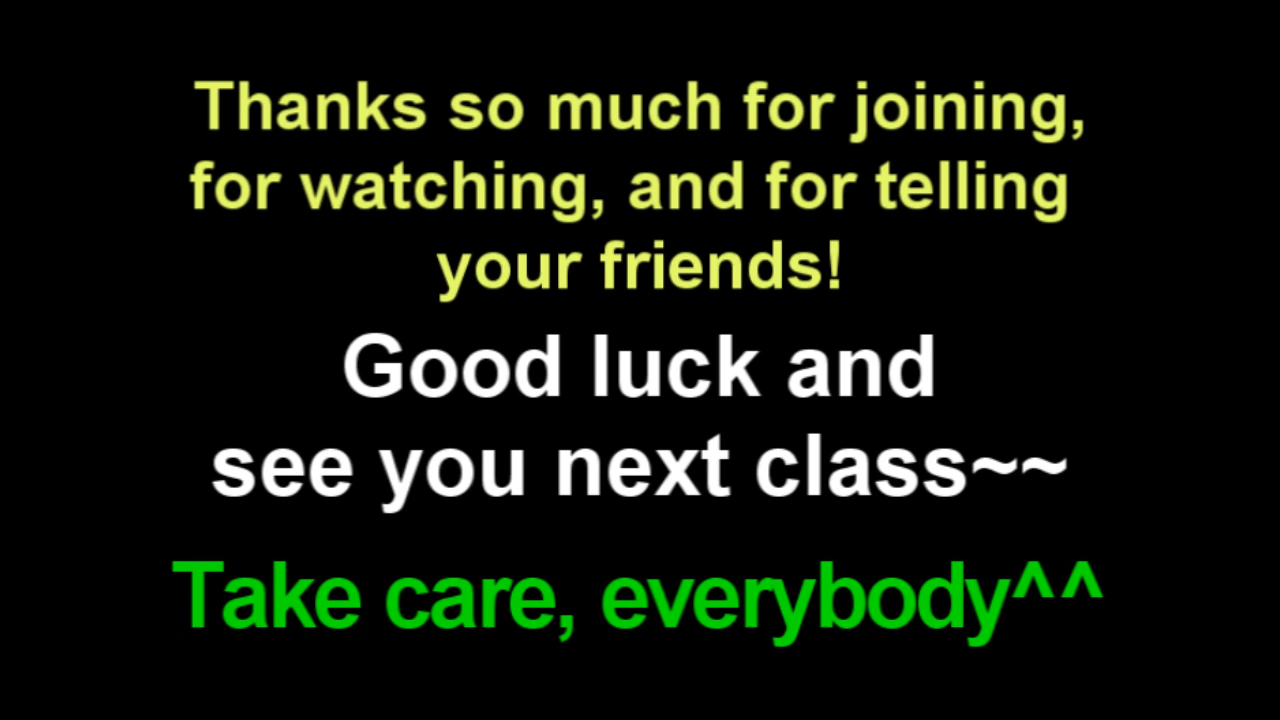 Thanks so much for joining,
for watching, and for telling
your friends!
Good luck and
see you next class~~
Take care, everybody^^